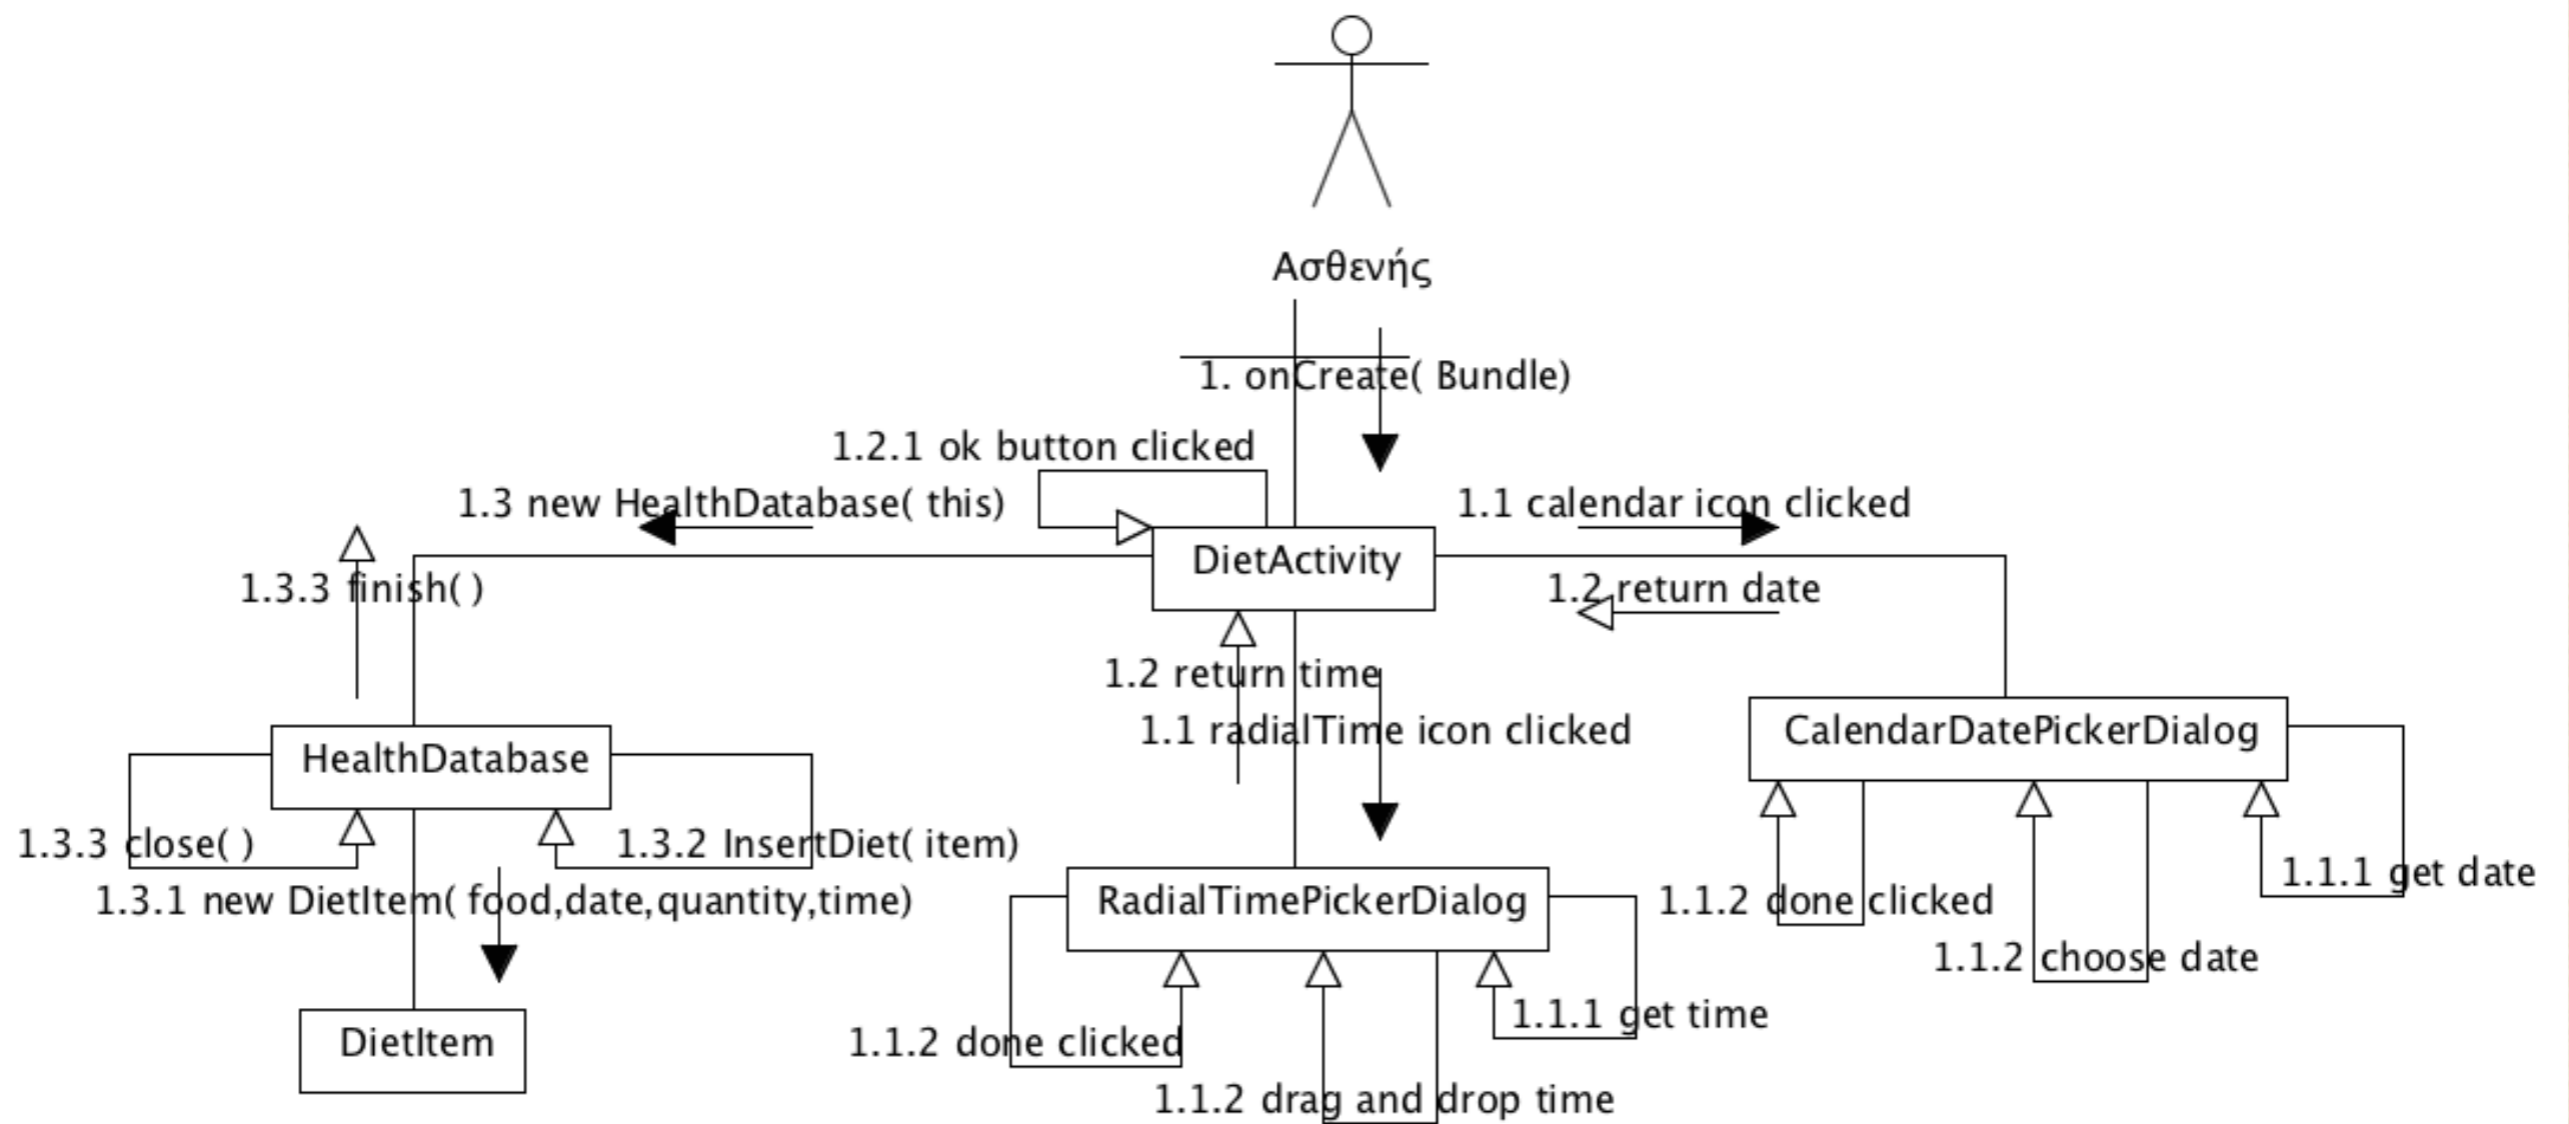 Ασθενής
1. onCreate( Bundle)
1.2.1 ok button clicked
1.3 new HealthDatabase( this)
1.1 calendar icon clicked
DietActivity
1.3.3 finish( )
1.2 return date
1.2 return time
1.1 radialTime icon clicked
CalendarDatePickerDialog
HealthDatabase
1.3.3 close( )
1.3.2 InsertDiet( item)
1.1.1 get date
1.3.1 new DietItem( food,date,quantity,time)
RadialTimePickerDialog
1.1.2 done clicked
1.1.2 choose date
1.1.1 get time
DietItem
1.1.2 done clicked
1.1.2 drag and drop time